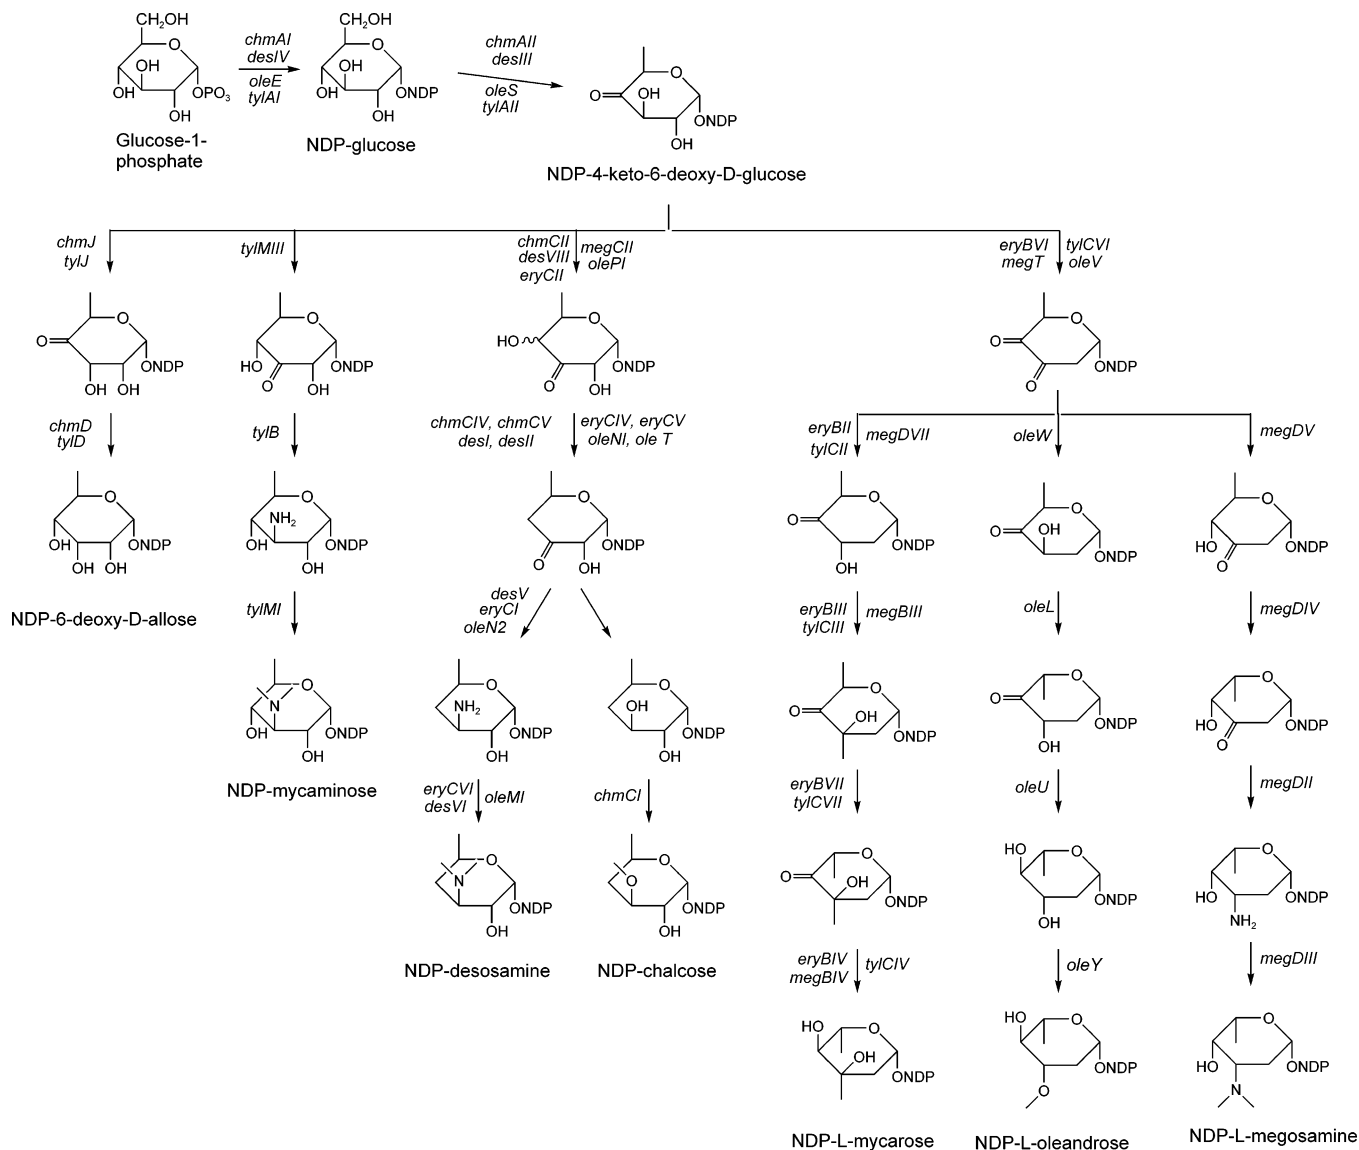 CH2OH
O
OH
OH
OH
OPO3
Glucose-1-
phosphate
chmAI
desIV
oleE
tylAI
CH2OH
O
OH
OH
OH
ONDP
NDP-glucose
chmAII
desIII
oleS
tylAII
O
O
OH
OH
ONDP
NDP-4-keto-6-deoxy-D-glucose
chmJ
tylJ
tylMIII
chmCII
desVIII
eryCII
megCII
olePI
eryBVI
megT
tylCVI
oleV
O
O
ONDP
OH OH
O
OH
O
OH
ONDP
O
HO
O
OH
ONDP
O
O
O
ONDP
chmD
tylD
tylB
chmCIV, chmCV
desI, desII
eryCIV, eryCV
oleNI, ole T
eryBII
tylCII
megDVII
oleW
megDV
O
OH
ONDP
OH OH
NDP-6-deoxy-D-allose
O
NH2
OH
ONDP
OH
O
O
OH
ONDP
O
O
ONDP
OH
O
O
OH
ONDP
O
HO
O
ONDP
tylMI
desV
eryCI
oleN2
eryBIII
tylCIII
megBIII
oleL
megDIV
O
N
OH
ONDP
OH
NDP-mycaminose
O
NH2
ONDP
OH
O
OH
ONDP
OH
O
O
OH
ONDP
O
O
ONDP
OH
O
HO
O
ONDP
eryCVI
desVI
oleMI
chmCI
eryBVII
tylCVII
oleU
megDII
O
N
ONDP
OH
NDP-desosamine
O
O
ONDP
OH
NDP-chalcose
O
O
OH
ONDP
HO
O
ONDP
OH
O
HO
ONDP
NH2
eryBIV
megBIV
tylCIV
oleY
megDIII
HO
O
OH
ONDP
NDP-L-mycarose
HO
O
ONDP
O
NDP-L-oleandrose
O
HO
ONDP
N
NDP-L-megosamine